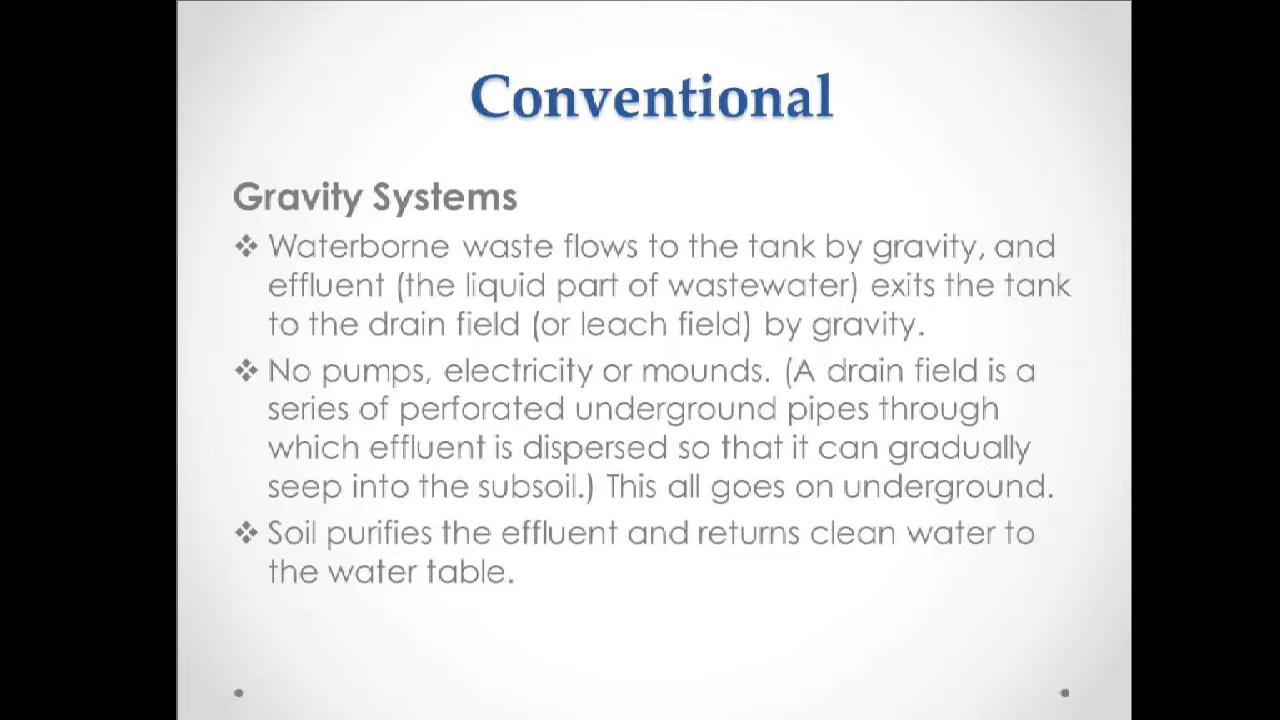 Conventional
Gravity Systems
❖ Waterborne waste flows to the tank by gravity, and
effluent (the liquid part of wastewater) exits the tank
to the drain field (or leach field) by gravity.
❖ No pumps, electricity or mounds. (A drain field is a
series of perforated underground pipes through
which effluent is dispersed so that it can gradually
seep into the subsoil.) This all goes on underground.
❖ Soil purifies the effluent and returns clean water to
the water table.